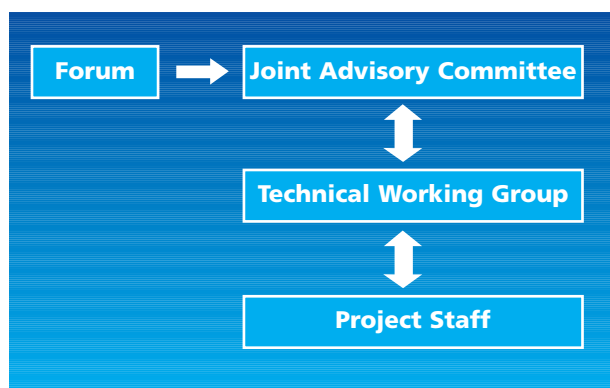 Forum
Joint Advisory Committee
Technical Working Group
Project Staff